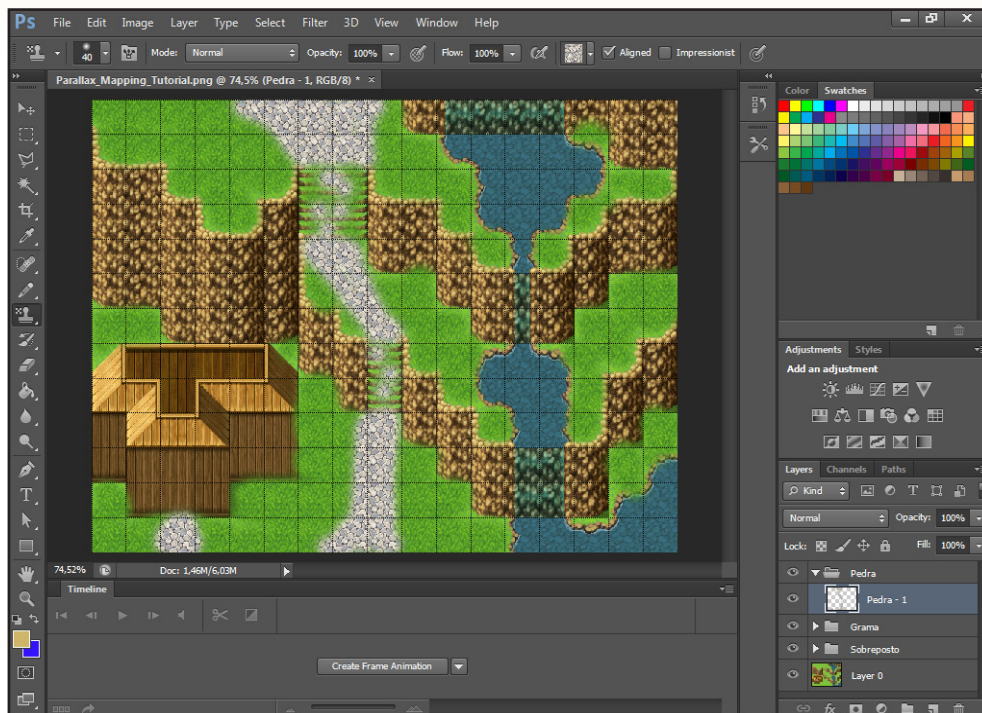 Ps File Edit Image Layer Type Select Filter 3D View Window Help
40 Mode: Normal Opacity: 100% Flow: 100% Aligned Impressionist
Parallax_Mapping_Tutorial.png @ 74,5% (Pedra - 1, RGB/8) * ×
Color Swatches
Adjustments Styles
Add an adjustment
Layers Channels Paths
Kind
Normal Opacity: 100%
Lock: Fill: 100%
Pedra
Pedra - 1
Grama
Sobreposto
Layer 0
fx
T
74,52% Doc: 1,46M/6,03M
Timeline
Create Frame Animation